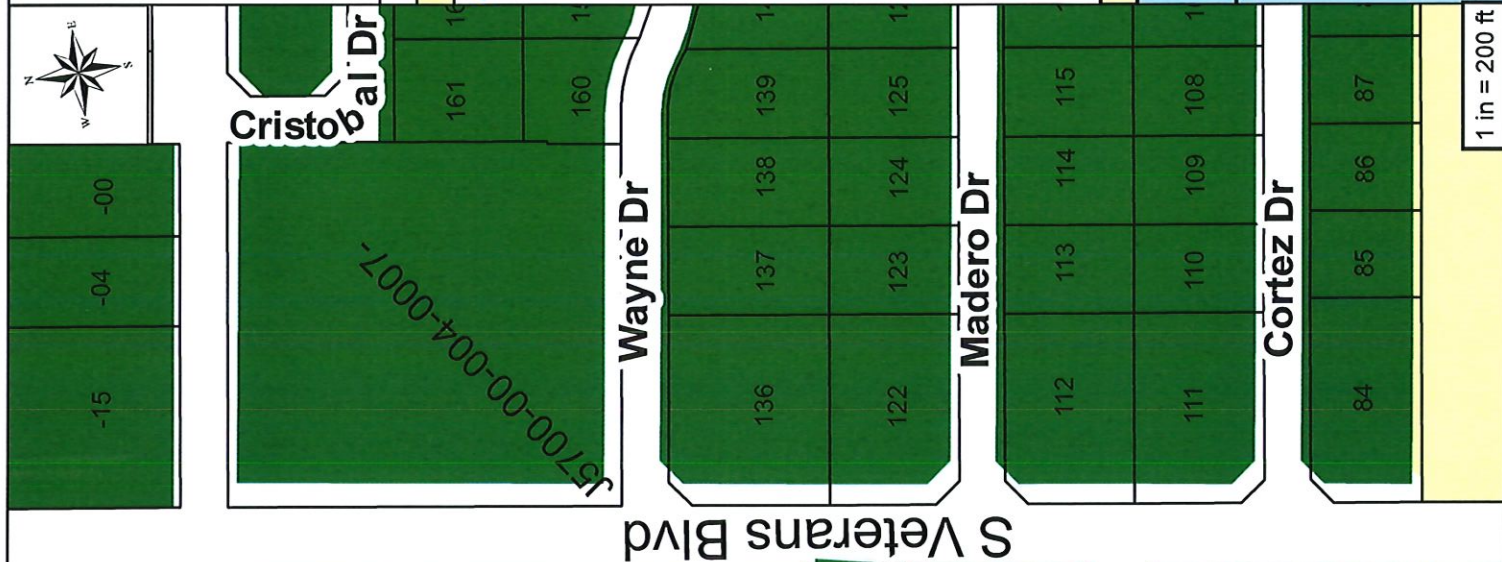 N
E
S
W
-00
-04
-15
Cristobal Dr
161
160
J5700-00-004-0007-
Wayne Dr
139
138
137
136
125
124
123
122
Madero Dr
115
114
113
112
108
109
110
111
Cortez Dr
87
86
85
84
S Veterans Blvd
1 in = 200 ft